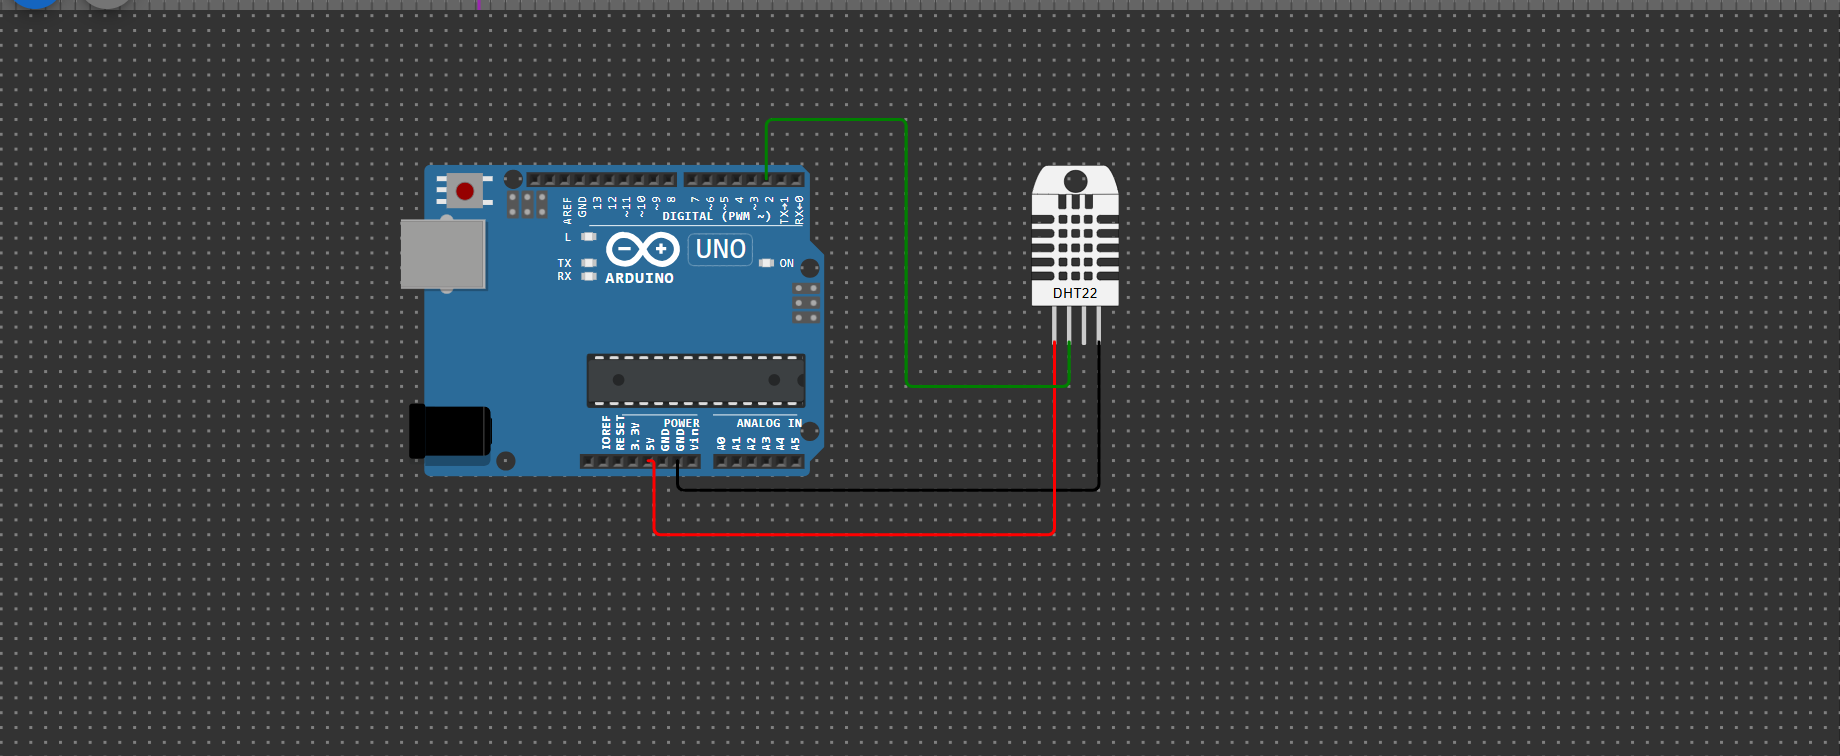 AREF GND 13 12 ~11 ~10 ~9 8 7 ~6 ~5 4 ~3 2 TX→1 RX←0
DIGITAL (PWM ~)
L
UNO
TX
ON
RX
ARDUINO
DHT22
IOREF RESET 3.3V 5V GND GND Vin
POWER
ANALOG IN
A0 A1 A2 A3 A4 A5